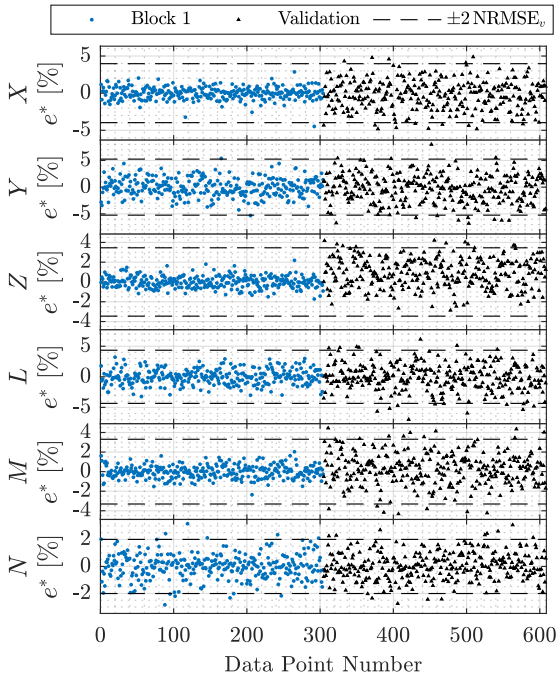 Block 1 Validation ±2 NRMSEᵥ
X e* [%] 5 0 -5
Y e* [%] 5 0 -5
Z e* [%] 4 2 0 -2 -4
L e* [%] 5 0 -5
M e* [%] 4 2 0 -2 -4
N e* [%] 2 0 -2
0 100 200 300 400 500 600
Data Point Number